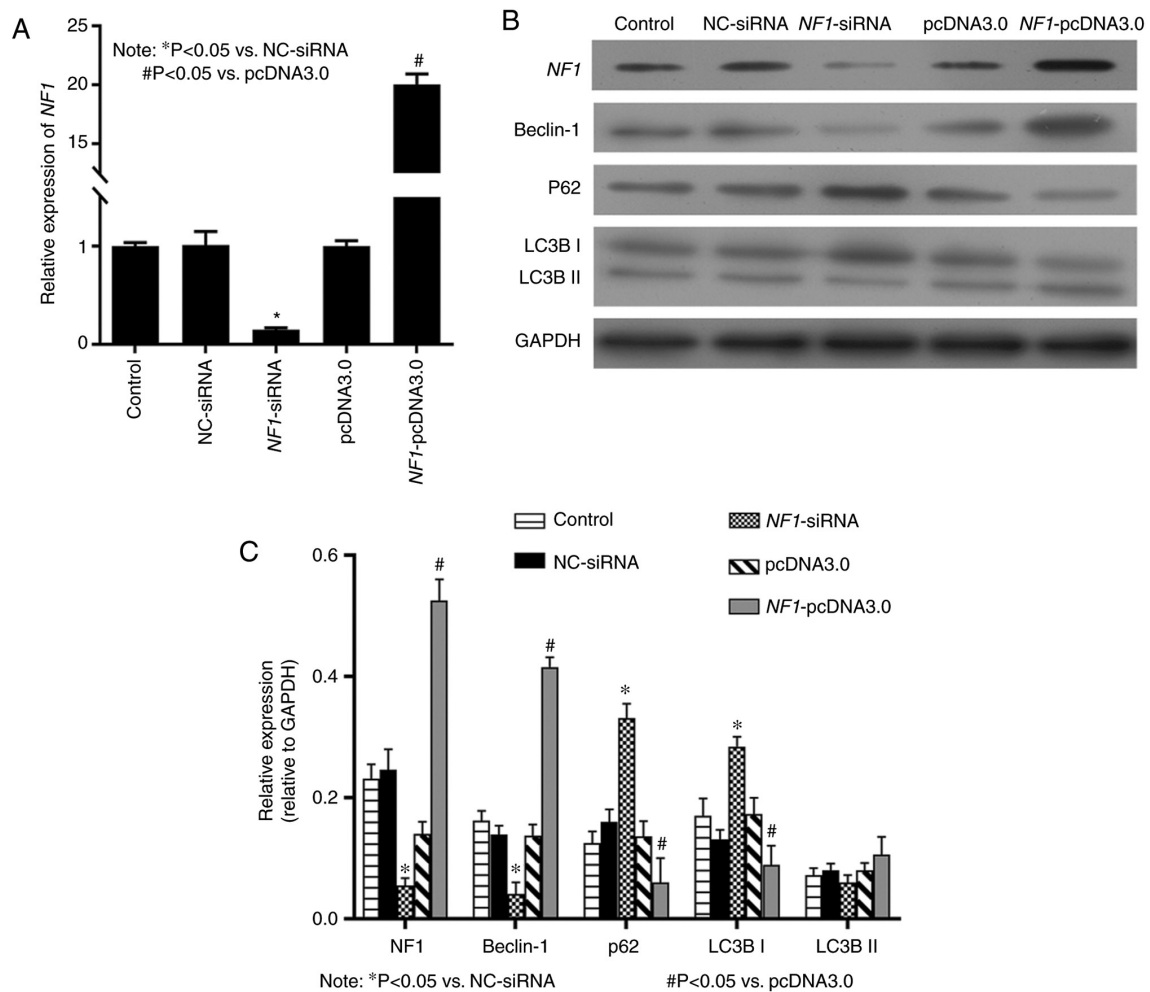 A
25
20
15
1
0
Relative expression of NF1
Note: *P<0.05 vs. NC-siRNA
#P<0.05 vs. pcDNA3.0
*
#
Control
NC-siRNA
NF1-siRNA
pcDNA3.0
NF1-pcDNA3.0
B
Control NC-siRNA NF1-siRNA pcDNA3.0 NF1-pcDNA3.0
NF1
Beclin-1
P62
LC3B I
LC3B II
GAPDH
C
Control
NC-siRNA
NF1-siRNA
pcDNA3.0
NF1-pcDNA3.0
Relative expression
(relative to GAPDH)
0.6
0.4
0.2
0.0
*
#
*
#
*
#
*
#
NF1 Beclin-1 p62 LC3B I LC3B II
Note: *P<0.05 vs. NC-siRNA #P<0.05 vs. pcDNA3.0